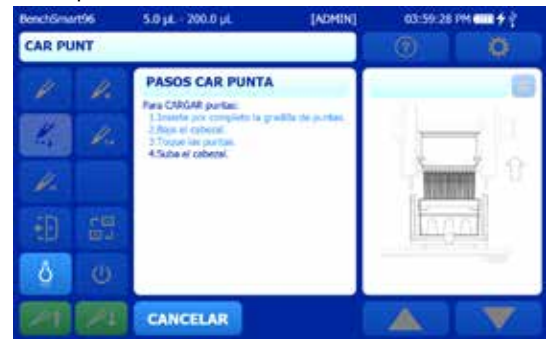 BenchSmart96 5.0 µL - 200.0 µL [ADMIN] 03:59:28 PM
CAR PUNT
PASOS CAR PUNTA
Para CARGAR puntas:
1.Inserte por completo la gradilla de puntas.
2.Baje el cabezal.
3.Toque las puntas.
4.Suba el cabezal.
CANCELAR